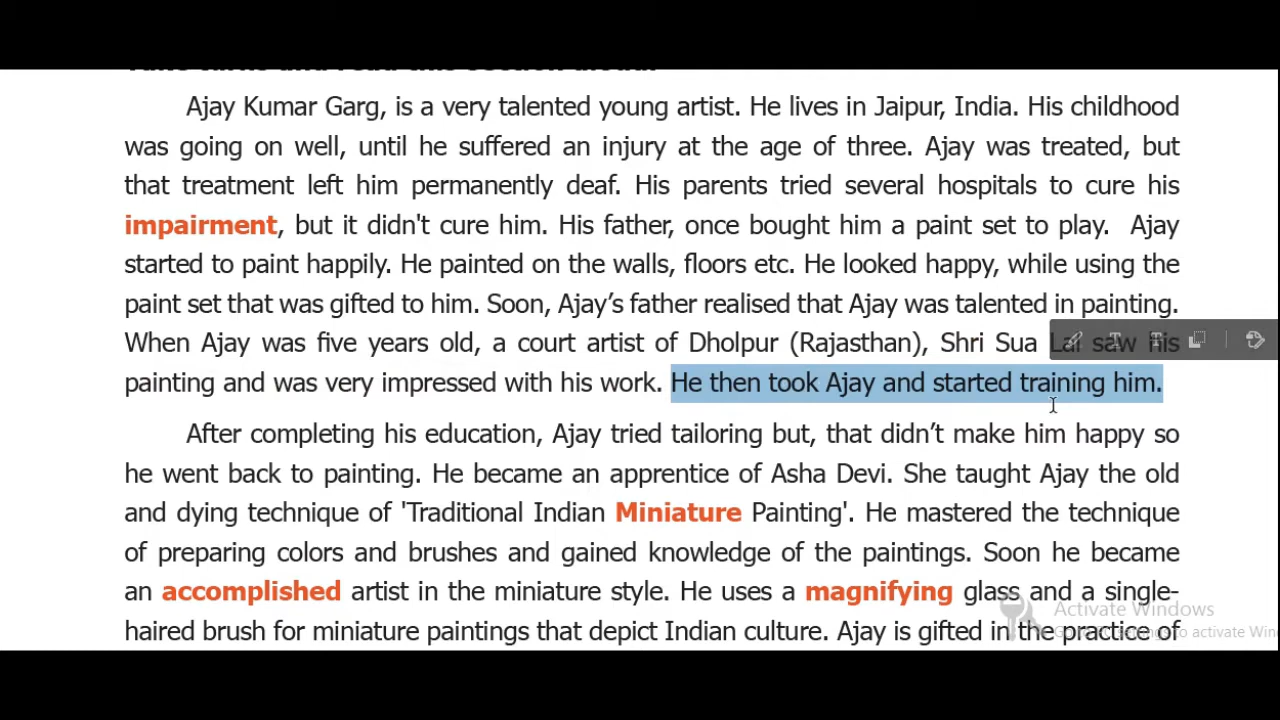 Ajay Kumar Garg, is a very talented young artist. He lives in Jaipur, India. His childhood
was going on well, until he suffered an injury at the age of three. Ajay was treated, but
that treatment left him permanently deaf. His parents tried several hospitals to cure his
impairment, but it didn't cure him. His father, once bought him a paint set to play. Ajay
started to paint happily. He painted on the walls, floors etc. He looked happy, while using the
paint set that was gifted to him. Soon, Ajay’s father realised that Ajay was talented in painting.
When Ajay was five years old, a court artist of Dholpur (Rajasthan), Shri Sua Lal saw his
painting and was very impressed with his work. He then took Ajay and started training him.
After completing his education, Ajay tried tailoring but, that didn’t make him happy so
he went back to painting. He became an apprentice of Asha Devi. She taught Ajay the old
and dying technique of 'Traditional Indian Miniature Painting'. He mastered the technique
of preparing colors and brushes and gained knowledge of the paintings. Soon he became
an accomplished artist in the miniature style. He uses a magnifying glass and a single-
haired brush for miniature paintings that depict Indian culture. Ajay is gifted in the practice of
Activate Windows